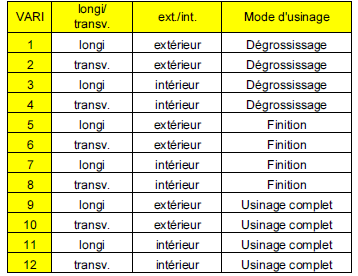 VARI longi/ transv. ext./int. Mode d'usinage
1 longi extérieur Dégrossissage
2 transv. extérieur Dégrossissage
3 longi intérieur Dégrossissage
4 transv. intérieur Dégrossissage
5 longi extérieur Finition
6 transv. extérieur Finition
7 longi intérieur Finition
8 transv. intérieur Finition
9 longi extérieur Usinage complet
10 transv. extérieur Usinage complet
11 longi intérieur Usinage complet
12 transv. intérieur Usinage complet